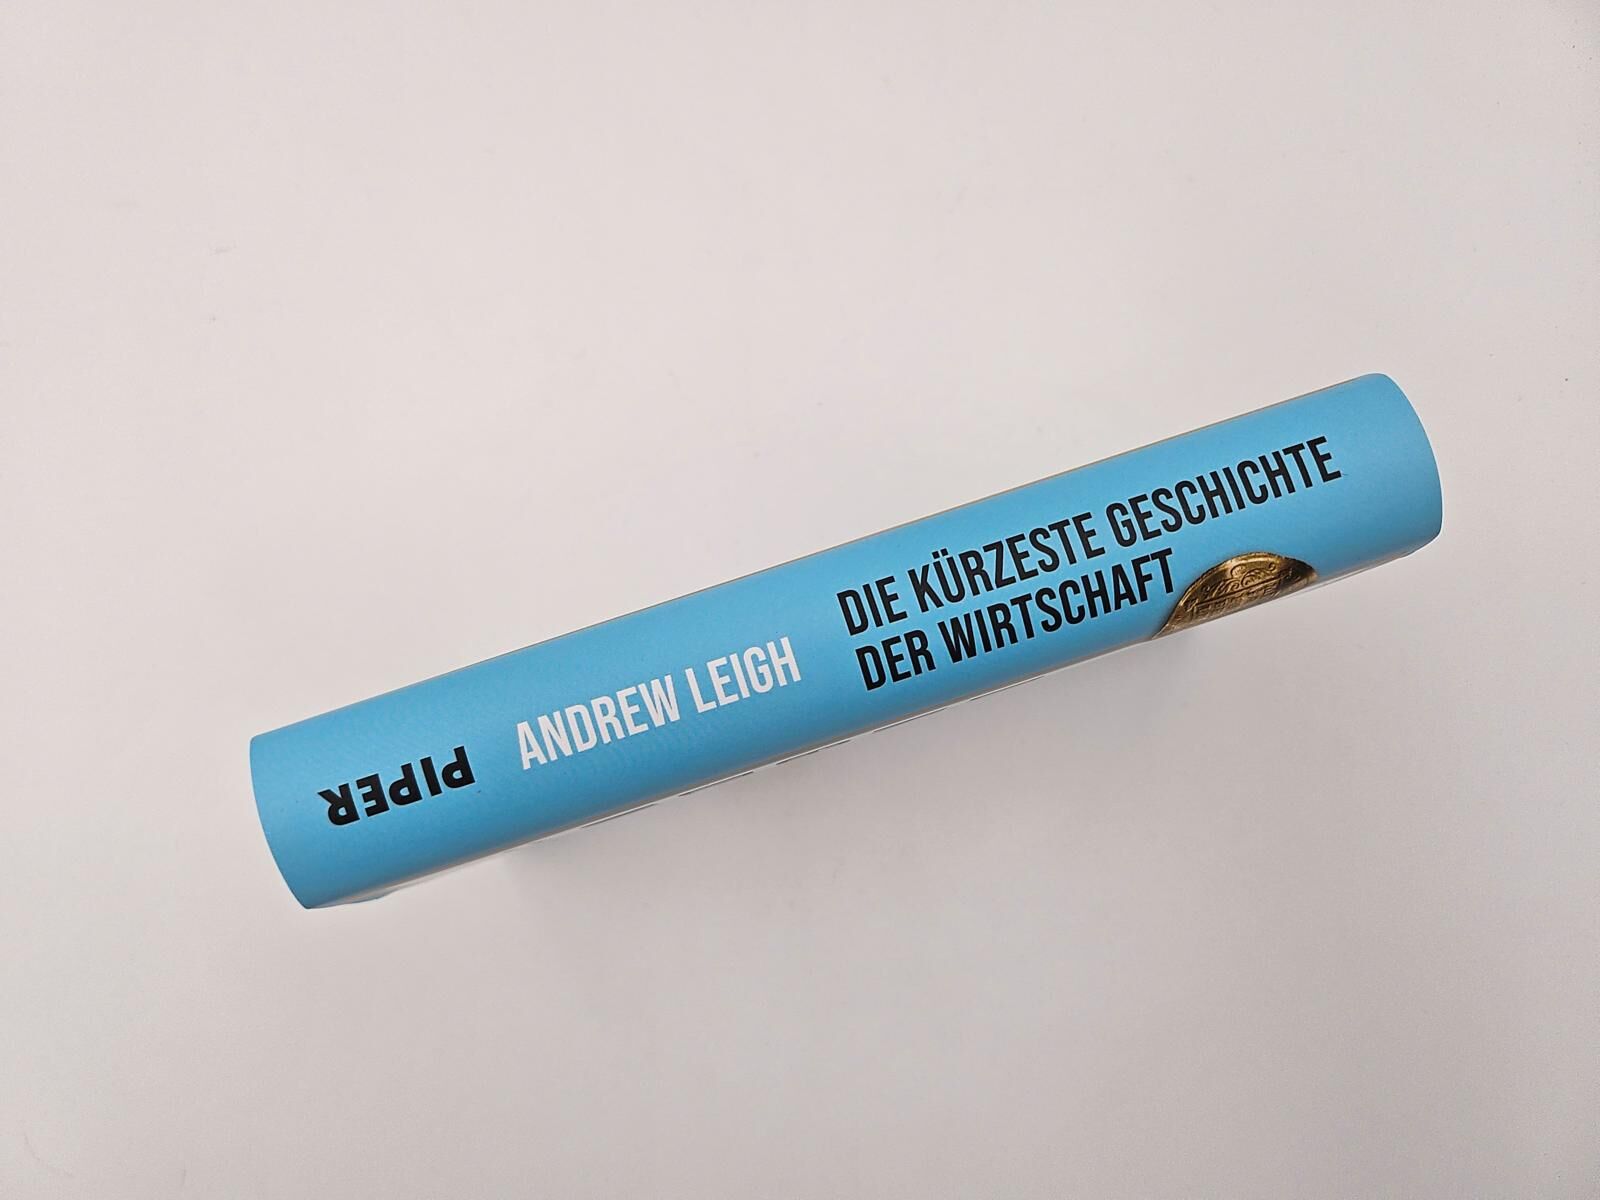 PIPER
ANDREW LEIGH
DIE KÜRZESTE GESCHICHTE
DER WIRTSCHAFT